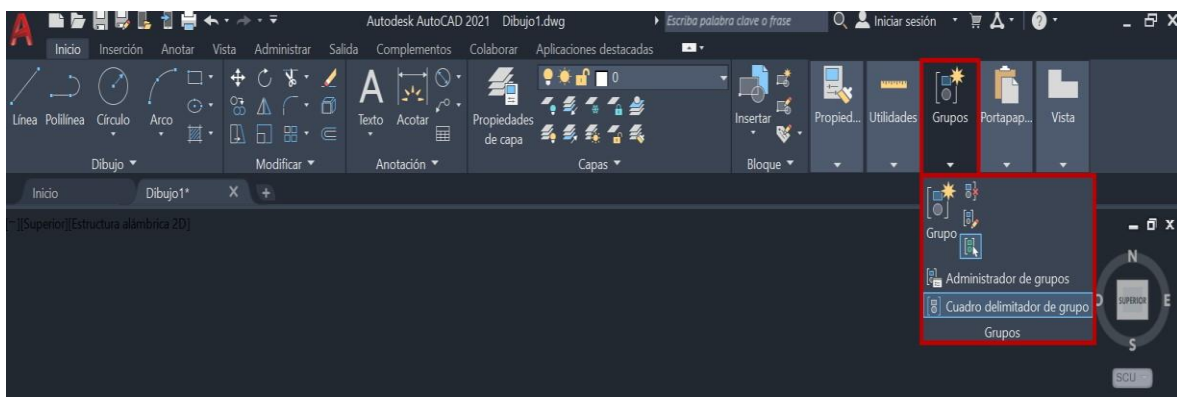 Autodesk AutoCAD 2021 Dibujo1.dwg Escriba palabra clave o frase Iniciar sesión
Inicio Inserción Anotar Vista Administrar Salida Complementos Colaborar Aplicaciones destacadas
0
Línea Polilínea Círculo Arco Texto Acotar Propiedades de capa Insertar Propied... Utilidades Grupos Portapap... Vista
Dibujo Modificar Anotación Capas Bloque
Inicio Dibujo1* X +
[−][Superior][Estructura alámbrica 2D]
Grupo
Administrador de grupos
Cuadro delimitador de grupo
Grupos
N
O SUPERIOR E
S
SCU